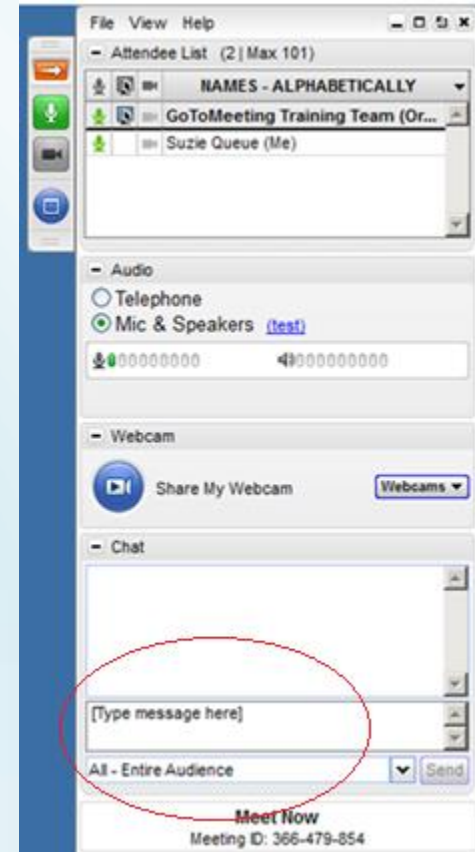 File View Help
- Attendee List (2 | Max 101)
NAMES - ALPHABETICALLY
GoToMeeting Training Team (Or...
Suzie Queue (Me)
- Audio
Telephone
Mic & Speakers (test)
- Webcam
Share My Webcam Webcams
- Chat
[Type message here]
All - Entire Audience Send
Meet Now
Meeting ID: 366-479-854